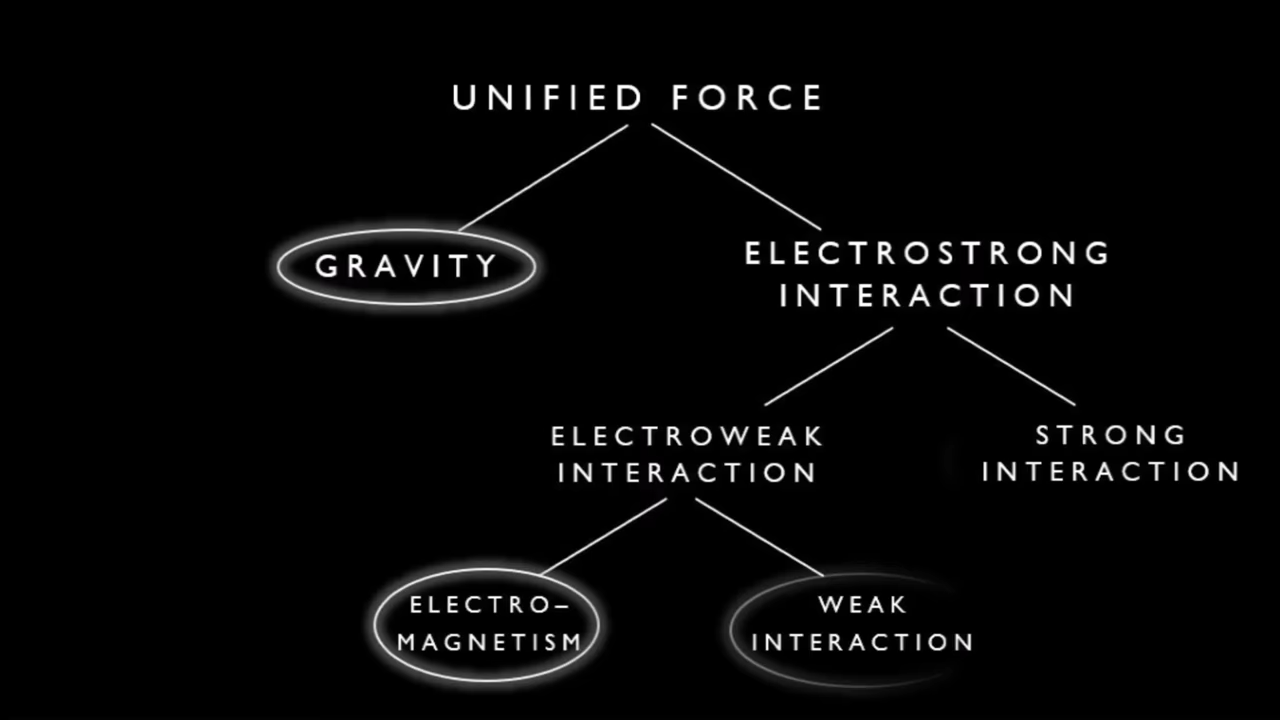 UNIFIED FORCE
GRAVITY
ELECTROSTRONG
INTERACTION
ELECTROWEAK
INTERACTION
STRONG
INTERACTION
ELECTRO–
MAGNETISM
WEAK
INTERACTION